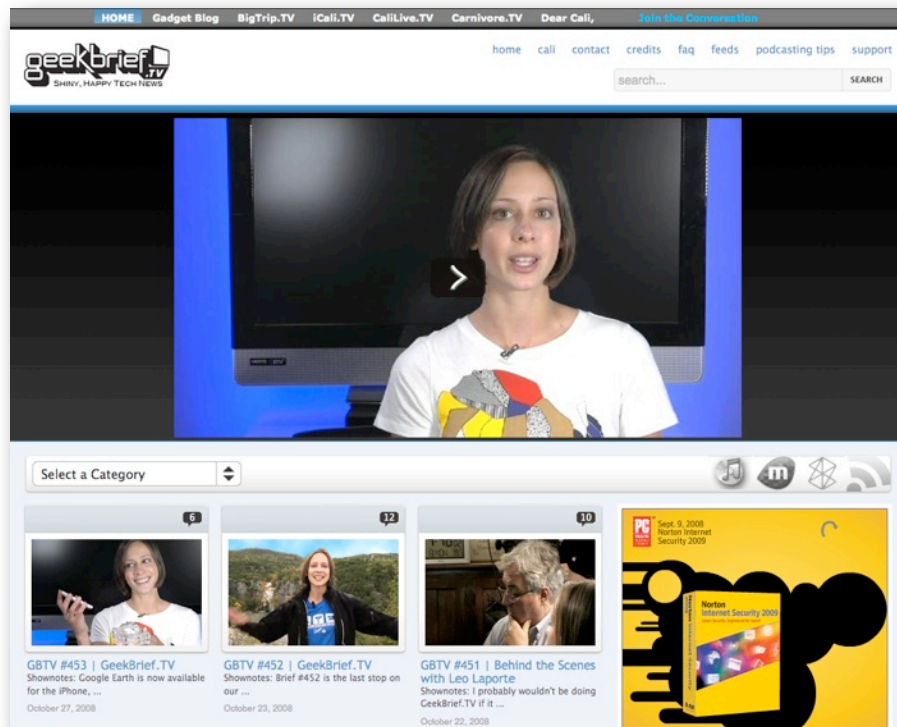 HOME Gadget Blog BigTrip.TV iCali.TV CaliLive.TV Carnivore.TV Dear Cali, Join the Conversation
geekbrief.TV
SHINY, HAPPY TECH NEWS
home cali contact credits faq feeds podcasting tips support
search... SEARCH
Select a Category
6
12
10
GBTV #453 | GeekBrief.TV
Shownotes: Google Earth is now available
for the iPhone, ...
October 27, 2008
GBTV #452 | GeekBrief.TV
Shownotes: Brief #452 is the last stop on
our ...
October 23, 2008
GBTV #451 | Behind the Scenes
with Leo Laporte
Shownotes: I probably wouldn't be doing
GeekBrief.TV if it ...
October 22, 2008
PC
Sept. 9, 2008
Norton Internet
Security 2009
Norton
Internet Security 2009
Norton Internet Security